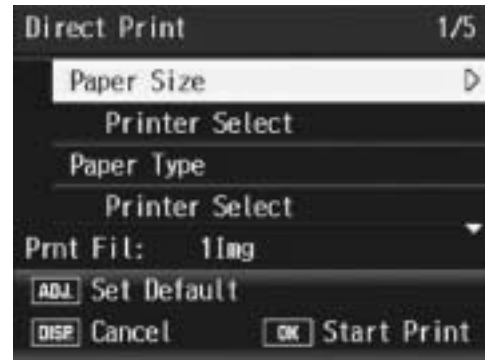 Direct Print 1/5
Paper Size
Printer Select
Paper Type
Printer Select
Prnt Fil: 1Img
ADJ. Set Default
DISP Cancel OK Start Print